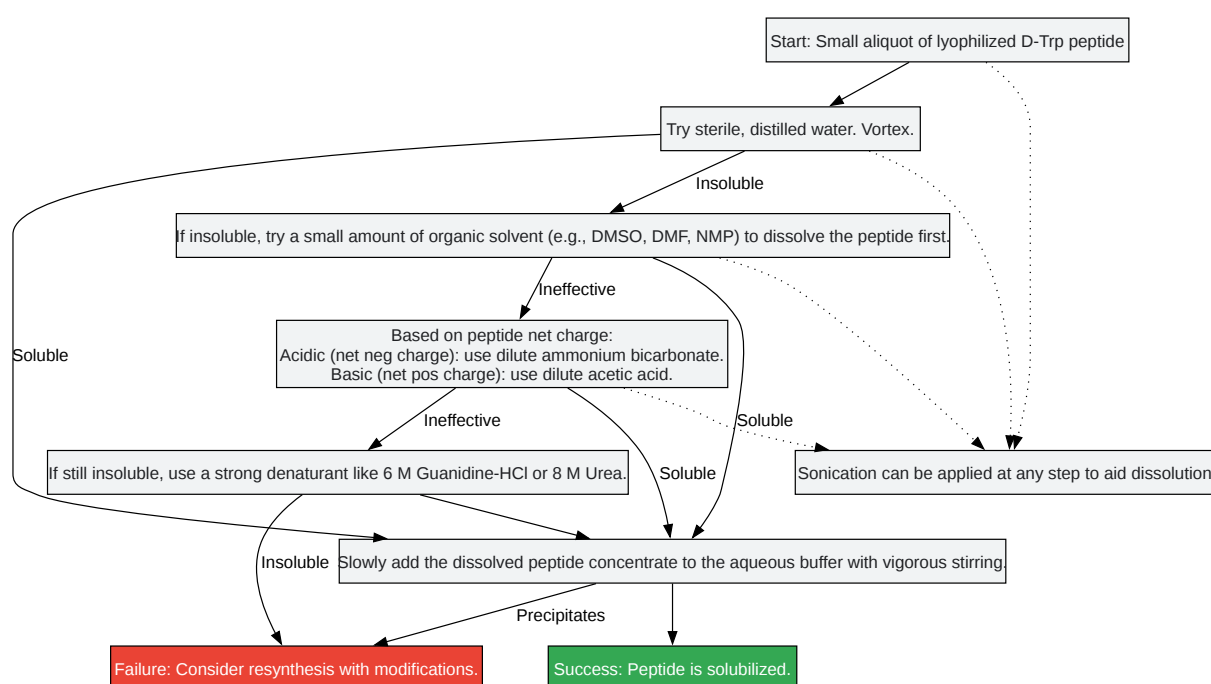 Start: Small aliquot of lyophilized D-Trp peptide
Try sterile, distilled water. Vortex.
Insoluble
If insoluble, try a small amount of organic solvent (e.g., DMSO, DMF, NMP) to dissolve the peptide first.
Ineffective
Based on peptide net charge:
Acidic (net neg charge): use dilute ammonium bicarbonate.
Basic (net pos charge): use dilute acetic acid.
Soluble
Ineffective
Soluble
If still insoluble, use a strong denaturant like 6 M Guanidine-HCl or 8 M Urea.
Soluble
Sonication can be applied at any step to aid dissolution
Insoluble
Slowly add the dissolved peptide concentrate to the aqueous buffer with vigorous stirring.
Precipitates
Failure: Consider resynthesis with modifications.
Success: Peptide is solubilized.